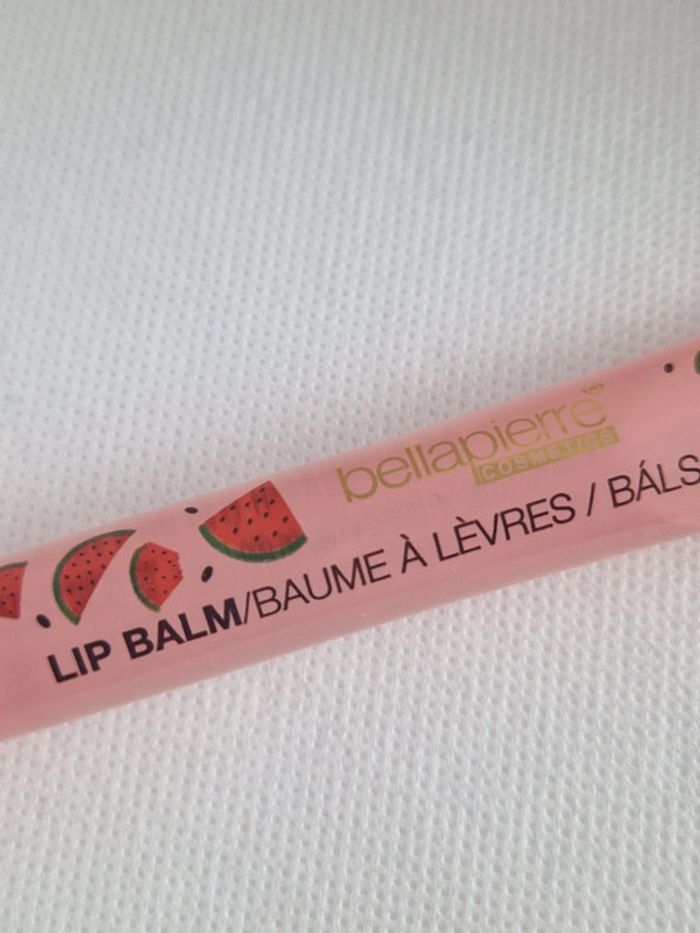 bellapierre
COSMETICS
LIP BALM/BAUME À LÈVRES / BÁLS